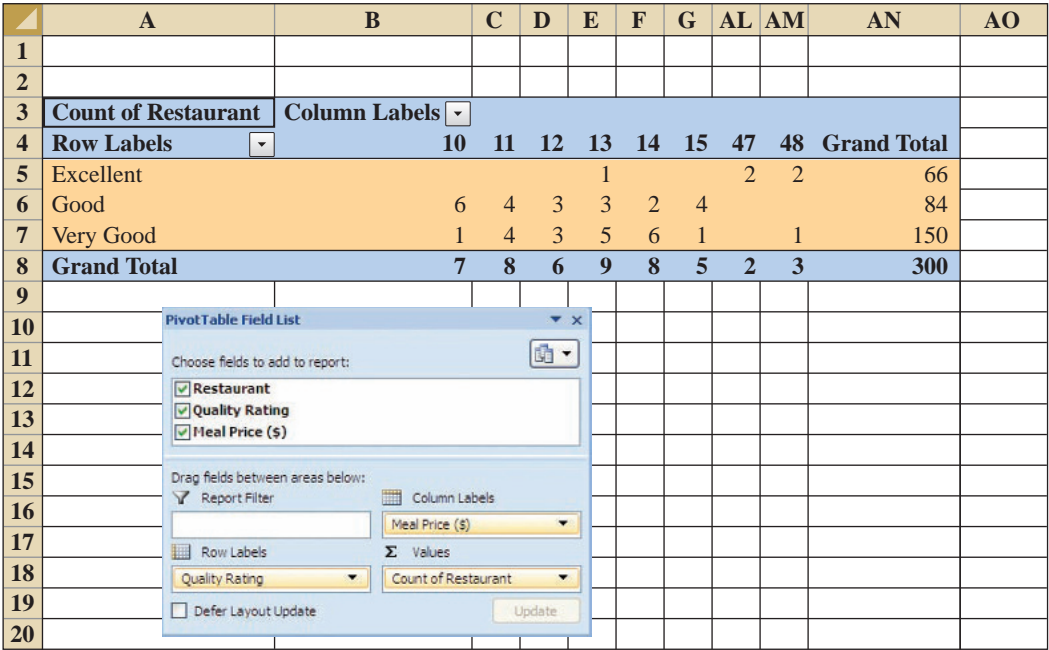 A B C D E F G AL AM AN AO
1
2
3 Count of Restaurant Column Labels
4 Row Labels 10 11 12 13 14 15 47 48 Grand Total
5 Excellent 1 2 2 66
6 Good 6 4 3 3 2 4 84
7 Very Good 1 4 3 5 6 1 1 150
8 Grand Total 7 8 6 9 8 5 2 3 300
9
10
11
12
13
14
15
16
17
18
19
20
PivotTable Field List
Choose fields to add to report:
Restaurant
Quality Rating
Meal Price ($)
Drag fields between areas below:
Report Filter Column Labels
Meal Price ($)
Row Labels Σ Values
Quality Rating Count of Restaurant
Defer Layout Update Update